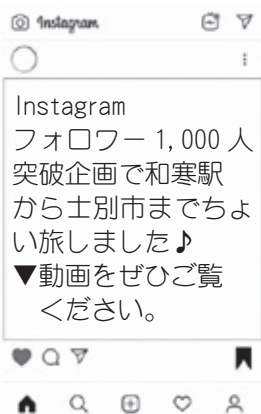 Instagram
Instagram
フォロワー1,000人
突破企画で和寒駅
から士別市までちょ
い旅しました♪
▼動画をぜひご覧
ください。